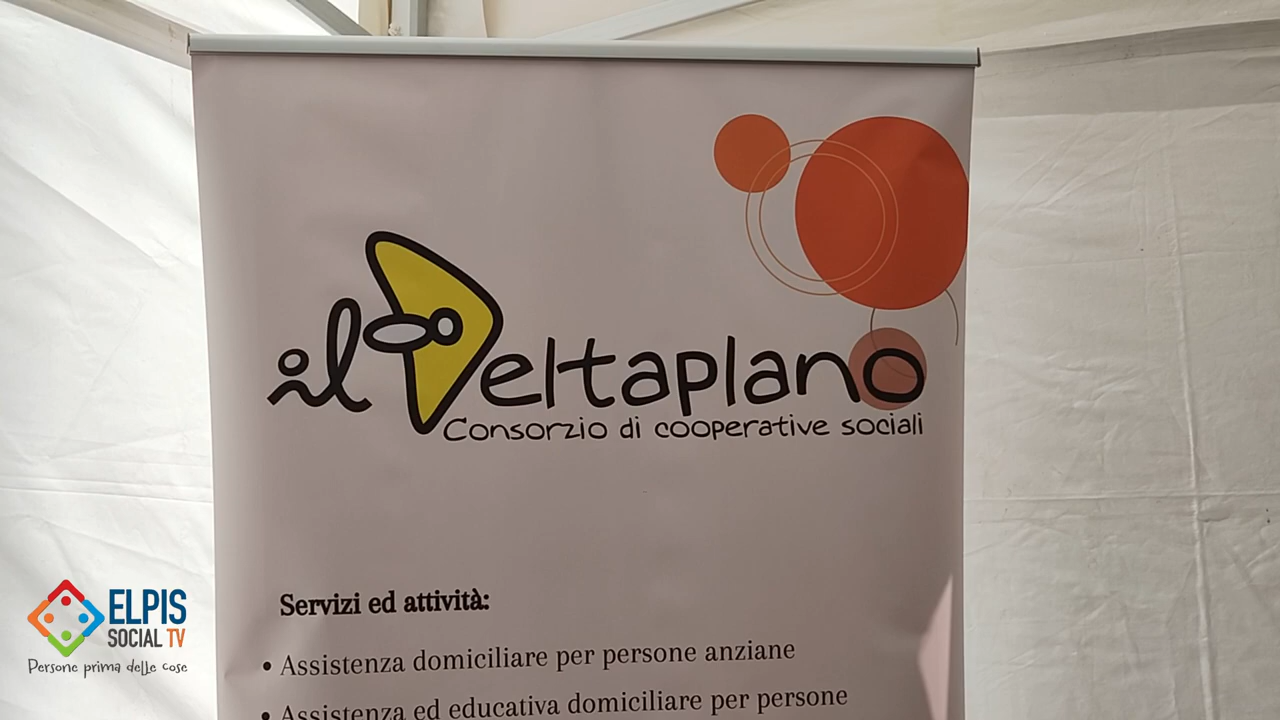 il Deltaplano
Consorzio di cooperative sociali
Servizi ed attività:
• Assistenza domiciliare per persone anziane
• Assistenza ed educativa domiciliare per persone
ELPIS
SOCIAL TV
Persone prima delle cose